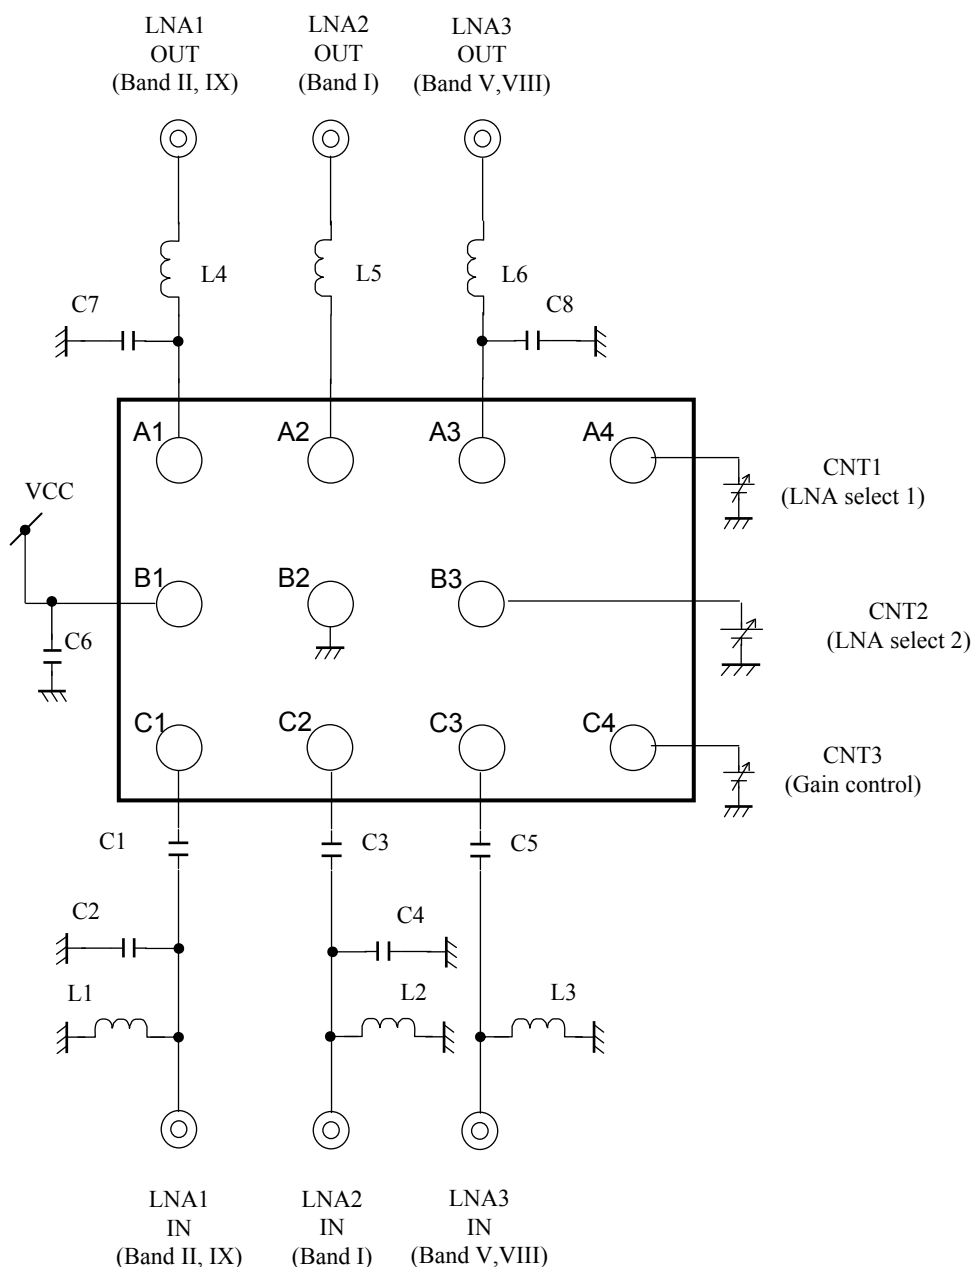 LNA1 LNA2 LNA3
OUT OUT OUT
(Band II, IX) (Band I) (Band V,VIII)
L4 L5 L6
C7 C8
A1 A2 A3 A4
CNT1
(LNA select 1)
VCC
B1 B2 B3
CNT2
(LNA select 2)
C6
C1 C2 C3 C4
CNT3
(Gain control)
C1 C3 C5
C2 C4
L1 L2 L3
LNA1 LNA2 LNA3
IN IN IN
(Band II, IX) (Band I) (Band V,VIII)